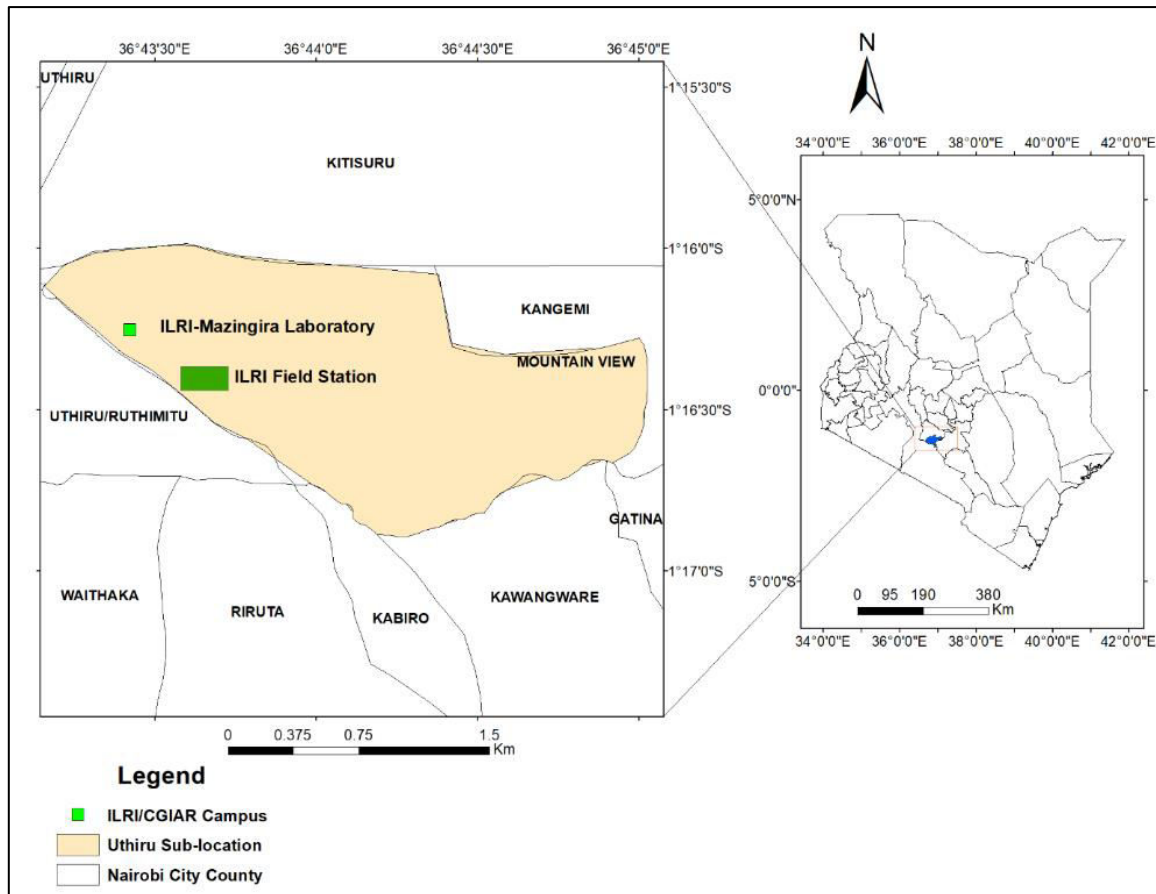 36°43'30"E 36°44'0"E 36°44'30"E 36°45'0"E
UTHIRU
1°15'30"S
KITISURU
1°16'0"S
KANGEMI
ILRI-Mazingira Laboratory
MOUNTAIN VIEW
ILRI Field Station
UTHIRU/RUTHIMITU
1°16'30"S
GATINA
1°17'0"S
WAITHAKA
RIRUTA
KABIRO
KAWANGWARE
0 0.375 0.75 1.5
Km
N
34°0'0"E 36°0'0"E 38°0'0"E 40°0'0"E 42°0'0"E
5°0'0"N
0°0'0"
5°0'0"S
0 95 190 380
Km
34°0'0"E 36°0'0"E 38°0'0"E 40°0'0"E 42°0'0"E
Legend
ILRI/CGIAR Campus
Uthiru Sub-location
Nairobi City County